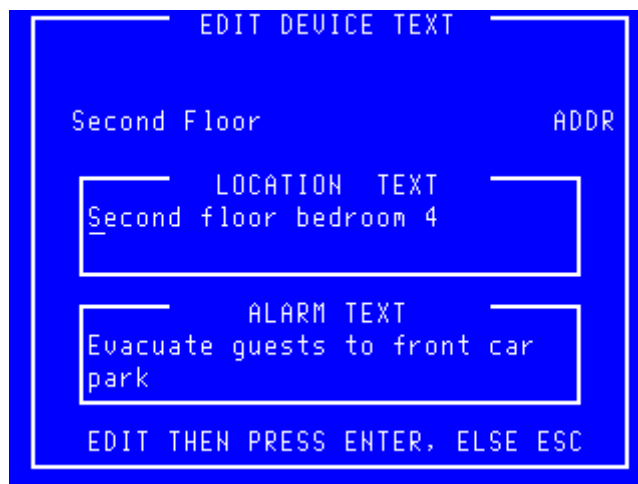 EDIT DEVICE TEXT
Second Floor ADDR
LOCATION TEXT
Second floor bedroom 4
ALARM TEXT
Evacuate guests to front car
park
EDIT THEN PRESS ENTER, ELSE ESC